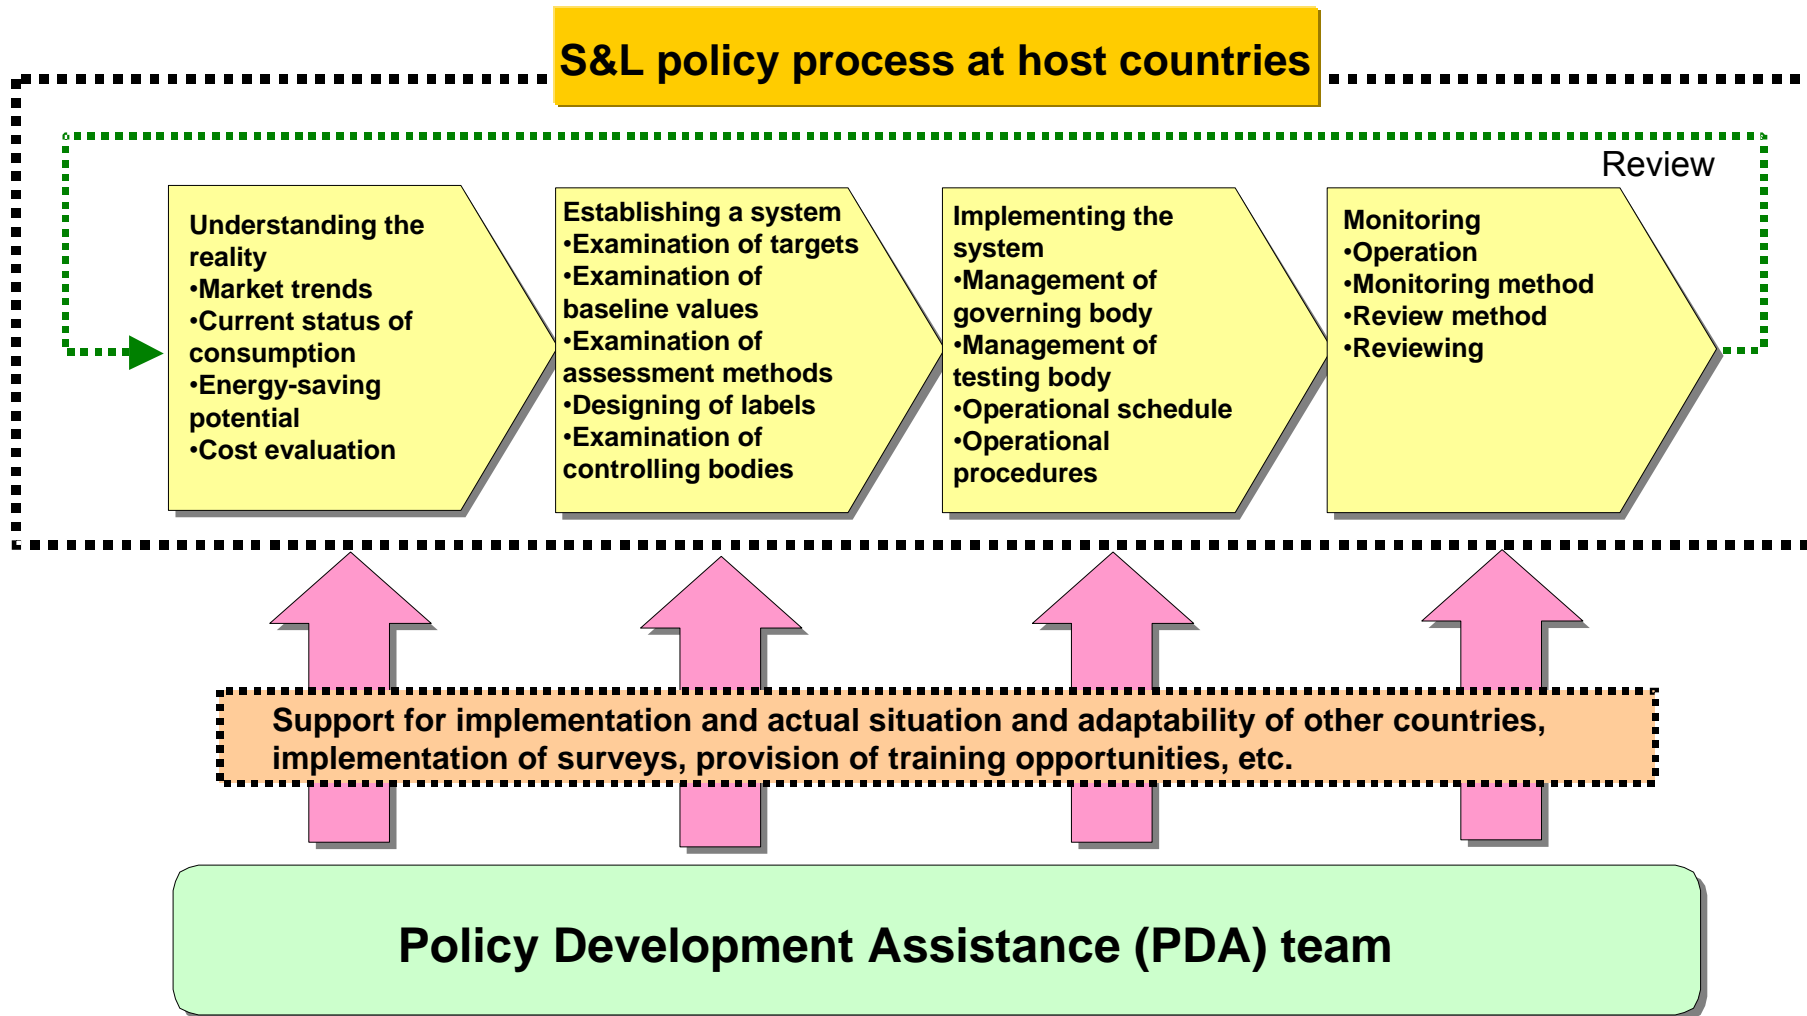 S&L policy process at host countries
Review
Understanding the
reality
•Market trends
•Current status of
consumption
•Energy-saving
potential
•Cost evaluation
Establishing a system
•Examination of targets
•Examination of
baseline values
•Examination of
assessment methods
•Designing of labels
•Examination of
controlling bodies
Implementing the
system
•Management of
governing body
•Management of
testing body
•Operational schedule
•Operational
procedures
Monitoring
•Operation
•Monitoring method
•Review method
•Reviewing
Support for implementation and actual situation and adaptability of other countries,
implementation of surveys, provision of training opportunities, etc.
Policy Development Assistance (PDA) team